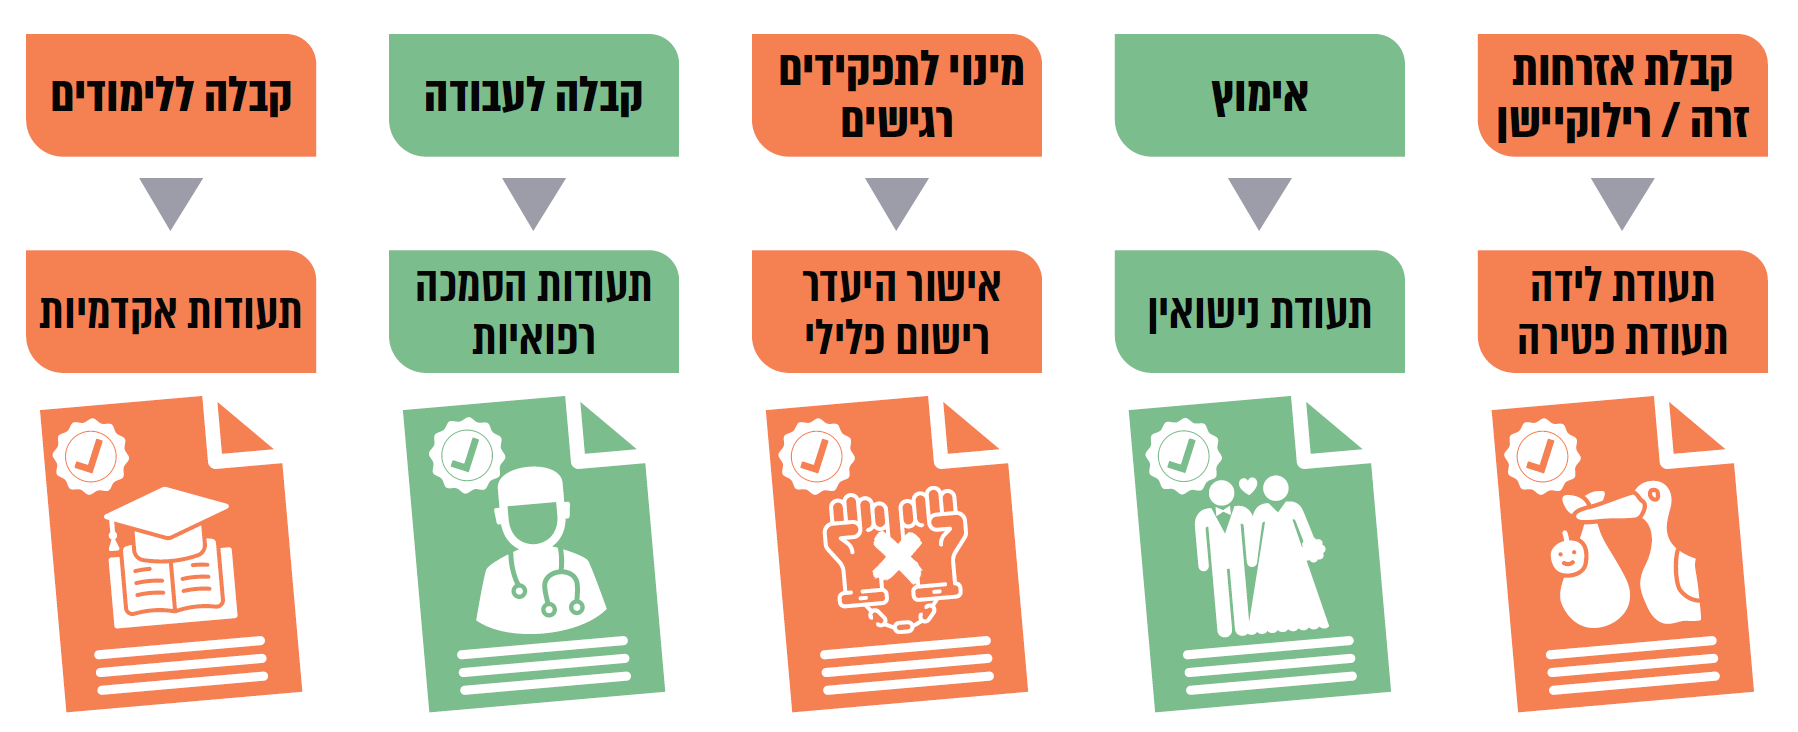 קבלת אזרחות
זרה / רילוקיישן
אימוץ
מינוי לתפקידים
רגישים
קבלה לעבודה
קבלה ללימודים
תעודת לידה
תעודת פטירה
תעודת נישואין
אישור היעדר
רישום פלילי
תעודות הסמכה
רפואיות
תעודות אקדמיות